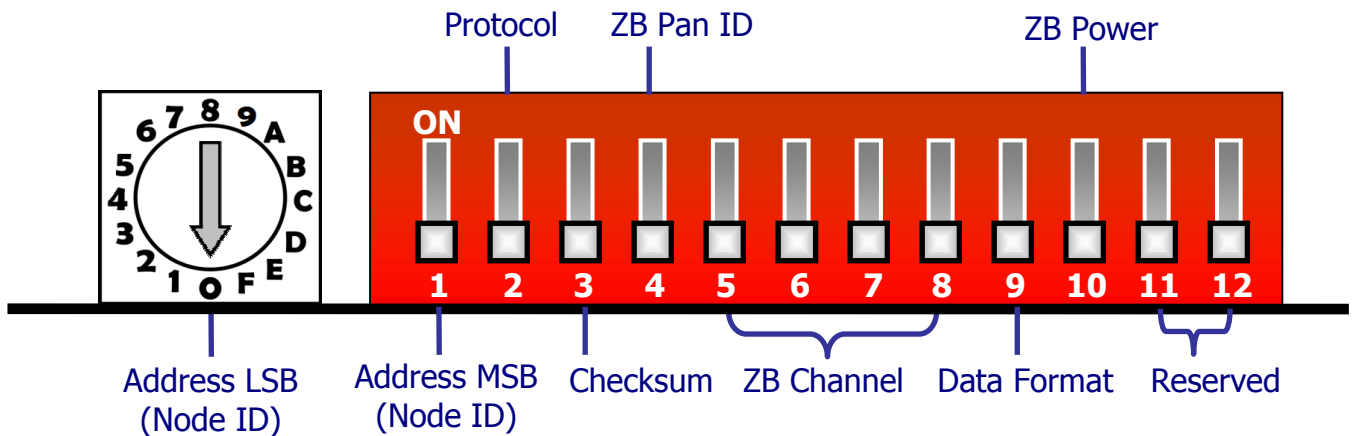 Protocol ZB Pan ID ZB Power
ON
8
7 9
6 A
5 B
4 C
3 D
2 E
1 O F
1 2 3 4 5 6 7 8 9 10 11 12
Address LSB
(Node ID)
Address MSB
(Node ID)
Checksum
ZB Channel
Data Format
Reserved